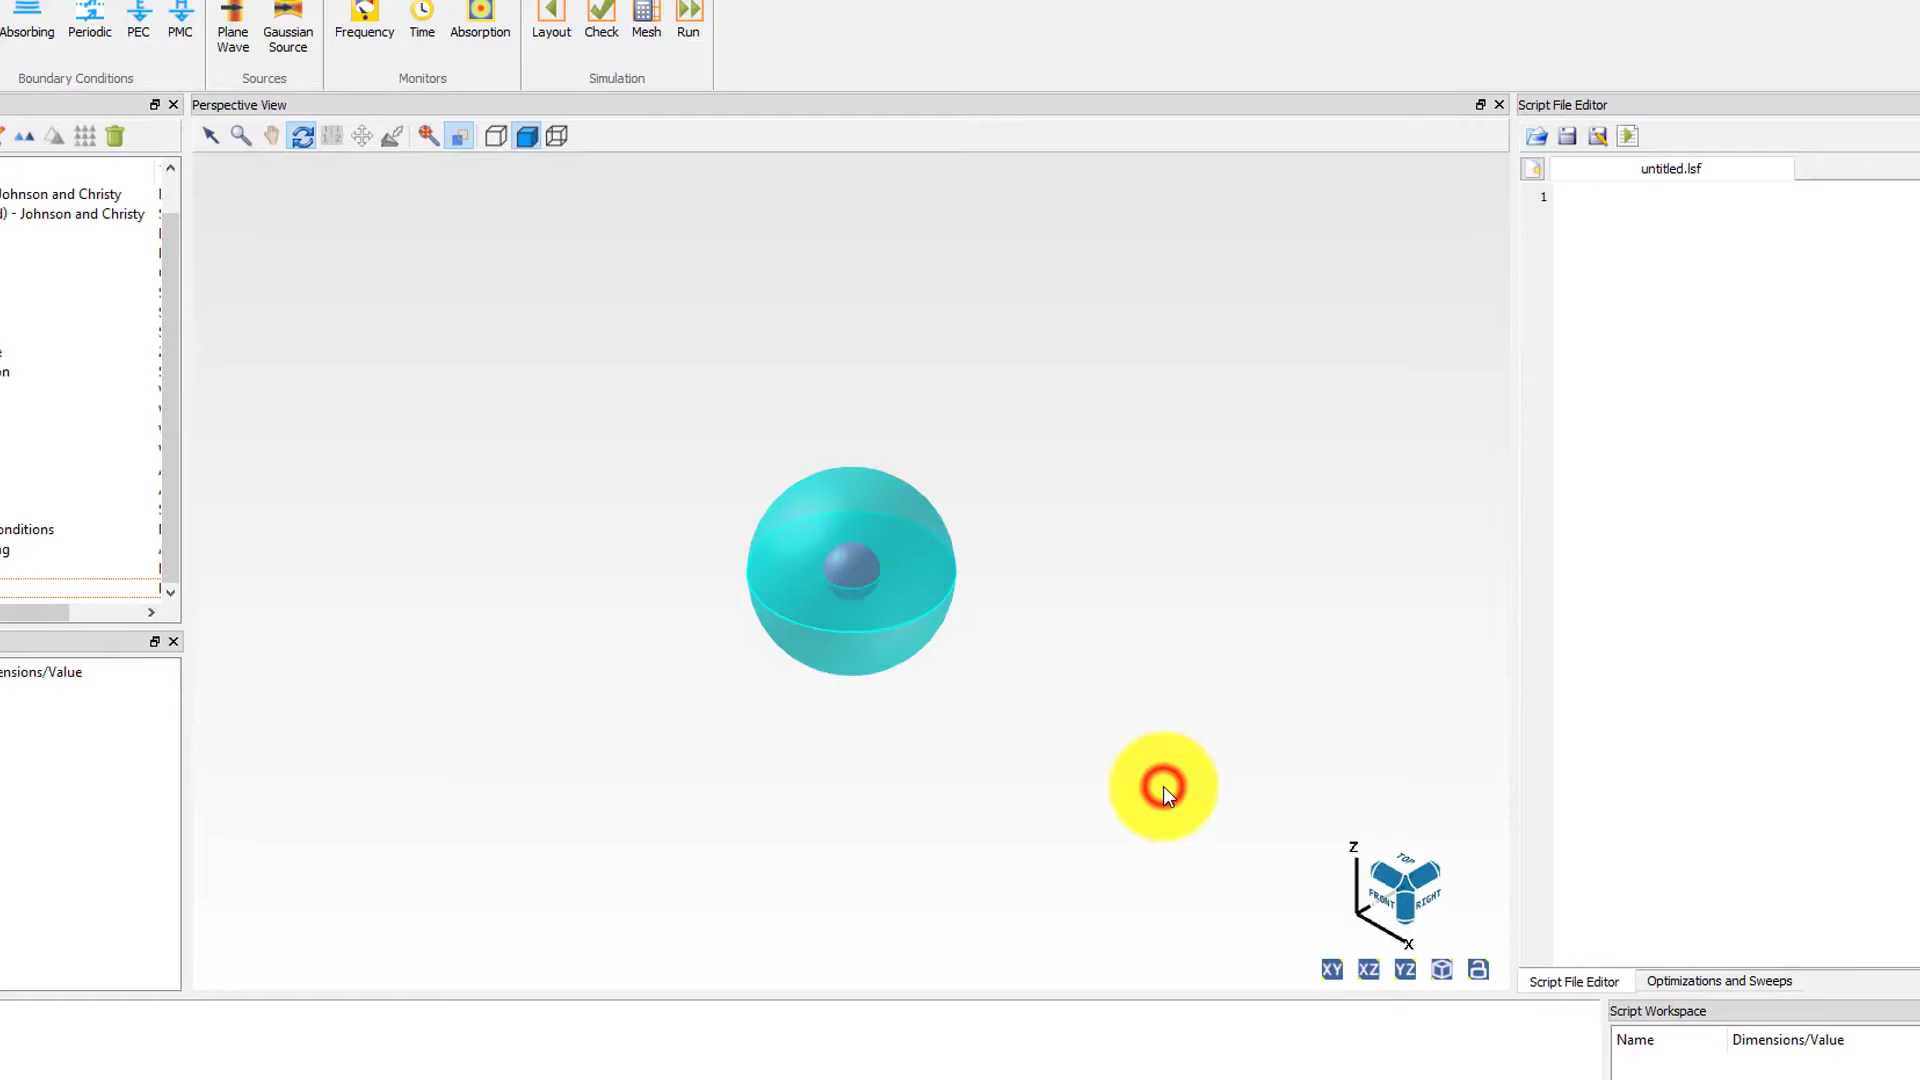 Absorbing Periodic PEC PMC Plane Wave Gaussian Source Frequency Time Absorption Layout Check Mesh Run
Boundary Conditions Sources Monitors Simulation
Perspective View
Script File Editor
untitled.lsf
1
Johnson and Christy
- Johnson and Christy
ensions/Value
Z
TOP
FRONT
RIGHT
X
XY XZ YZ
Script File Editor Optimizations and Sweeps
Script Workspace
Name Dimensions/Value